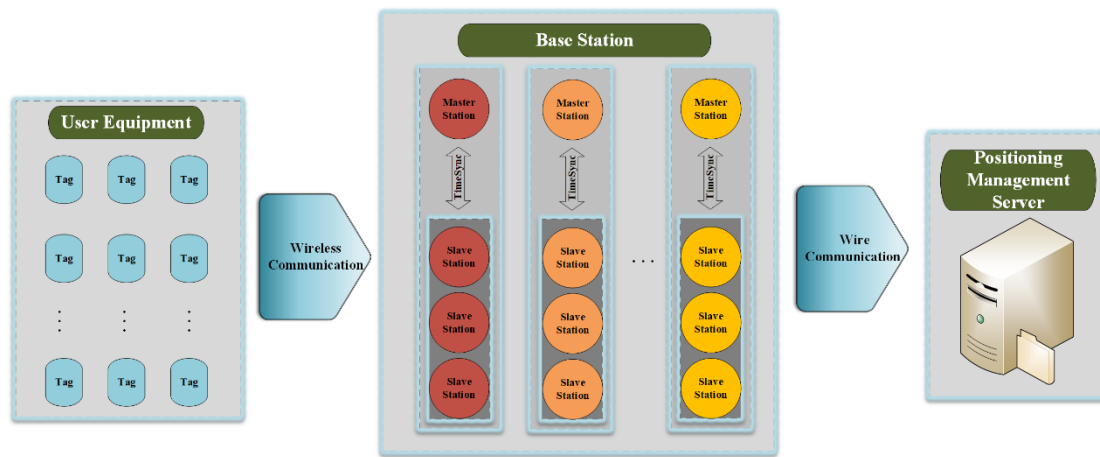 User Equipment
Tag Tag Tag
Tag Tag Tag
Tag Tag Tag
Wireless
Communication
Base Station
Master
Station
TimeSync
Slave
Station
Slave
Station
Slave
Station
Master
Station
TimeSync
Slave
Station
Slave
Station
Slave
Station
Master
Station
TimeSync
Slave
Station
Slave
Station
Slave
Station
Wire
Communication
Positioning
Management
Server